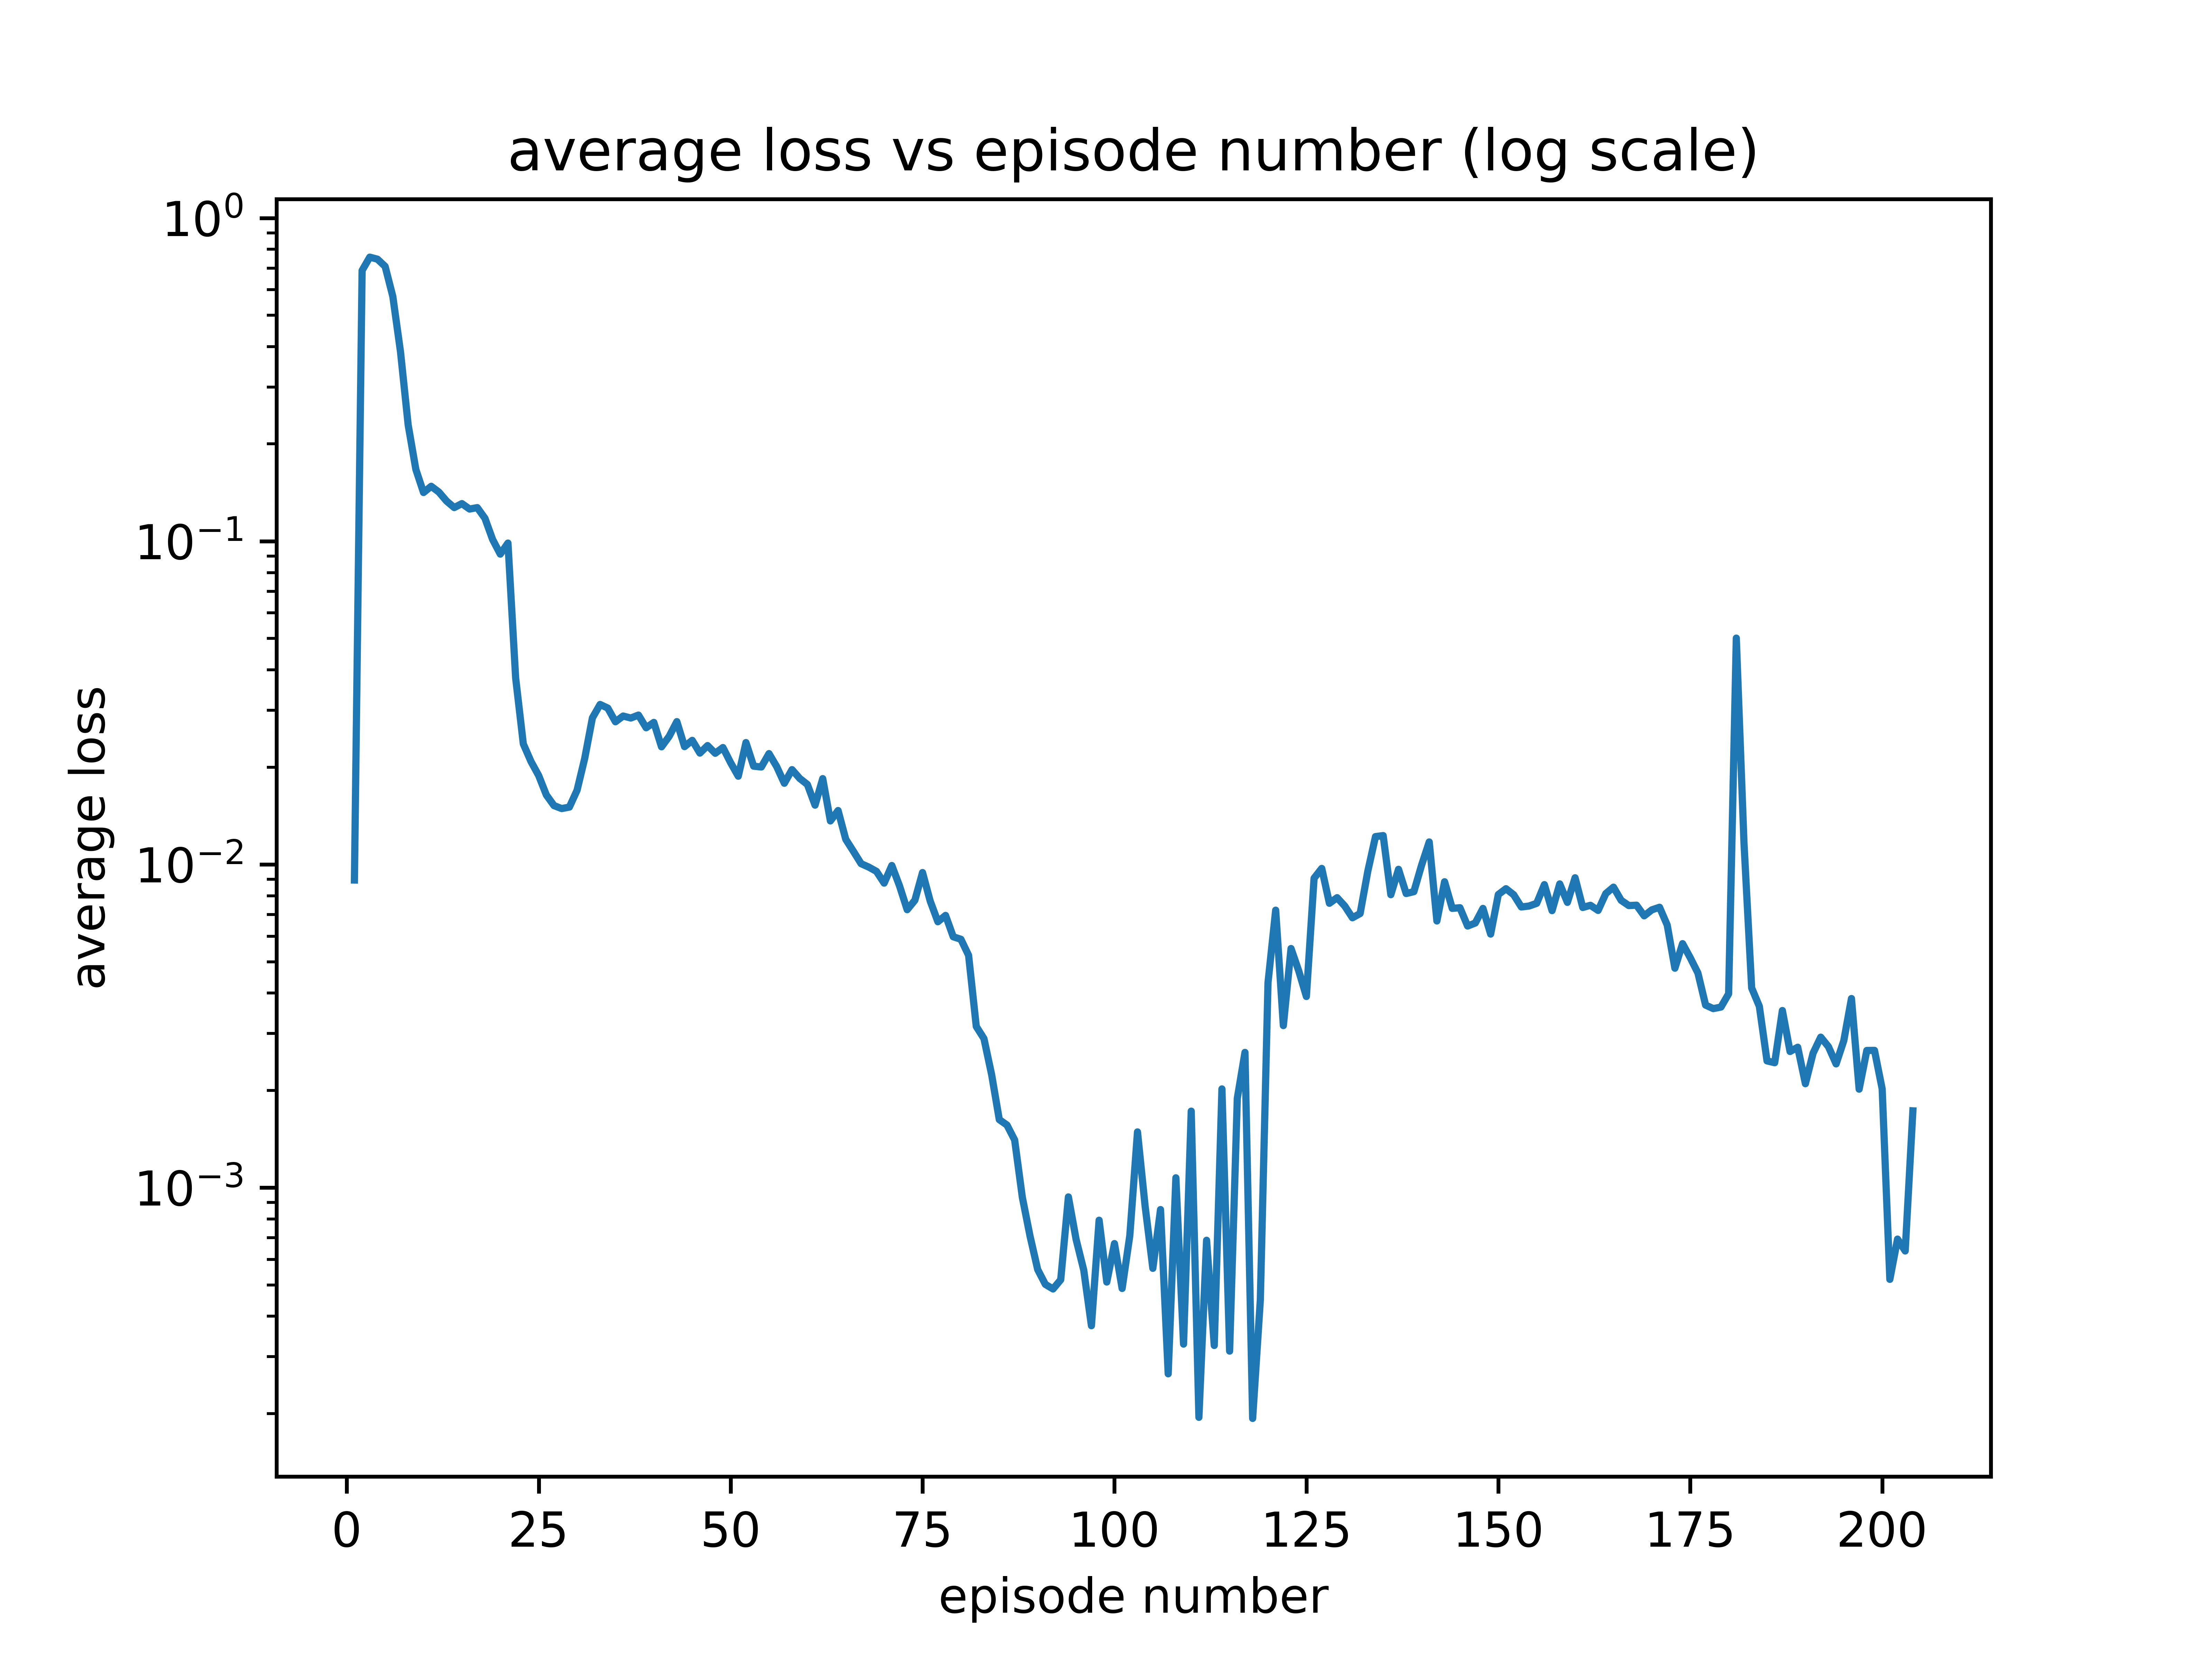 average loss vs episode number (log scale)
10⁰
10⁻¹
10⁻²
10⁻³
average loss
0 25 50 75 100 125 150 175 200
episode number